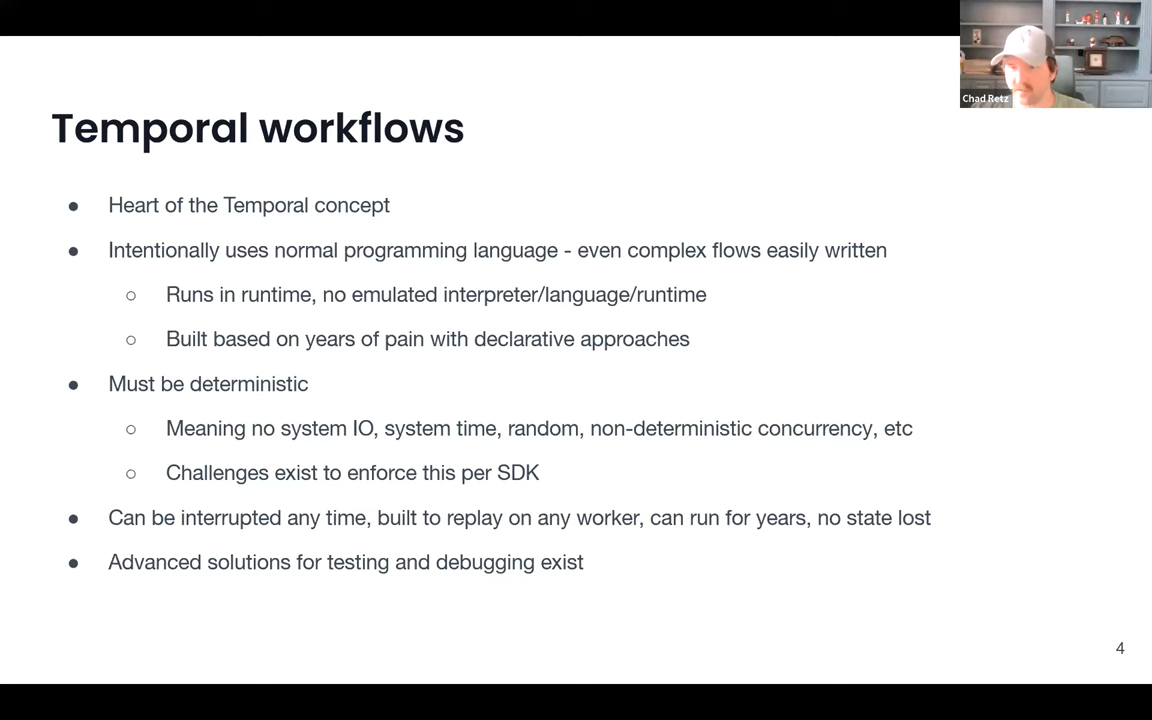 Chad Retz
Temporal workflows
● Heart of the Temporal concept
● Intentionally uses normal programming language - even complex flows easily written
○ Runs in runtime, no emulated interpreter/language/runtime
○ Built based on years of pain with declarative approaches
● Must be deterministic
○ Meaning no system IO, system time, random, non-deterministic concurrency, etc
○ Challenges exist to enforce this per SDK
● Can be interrupted any time, built to replay on any worker, can run for years, no state lost
● Advanced solutions for testing and debugging exist
4